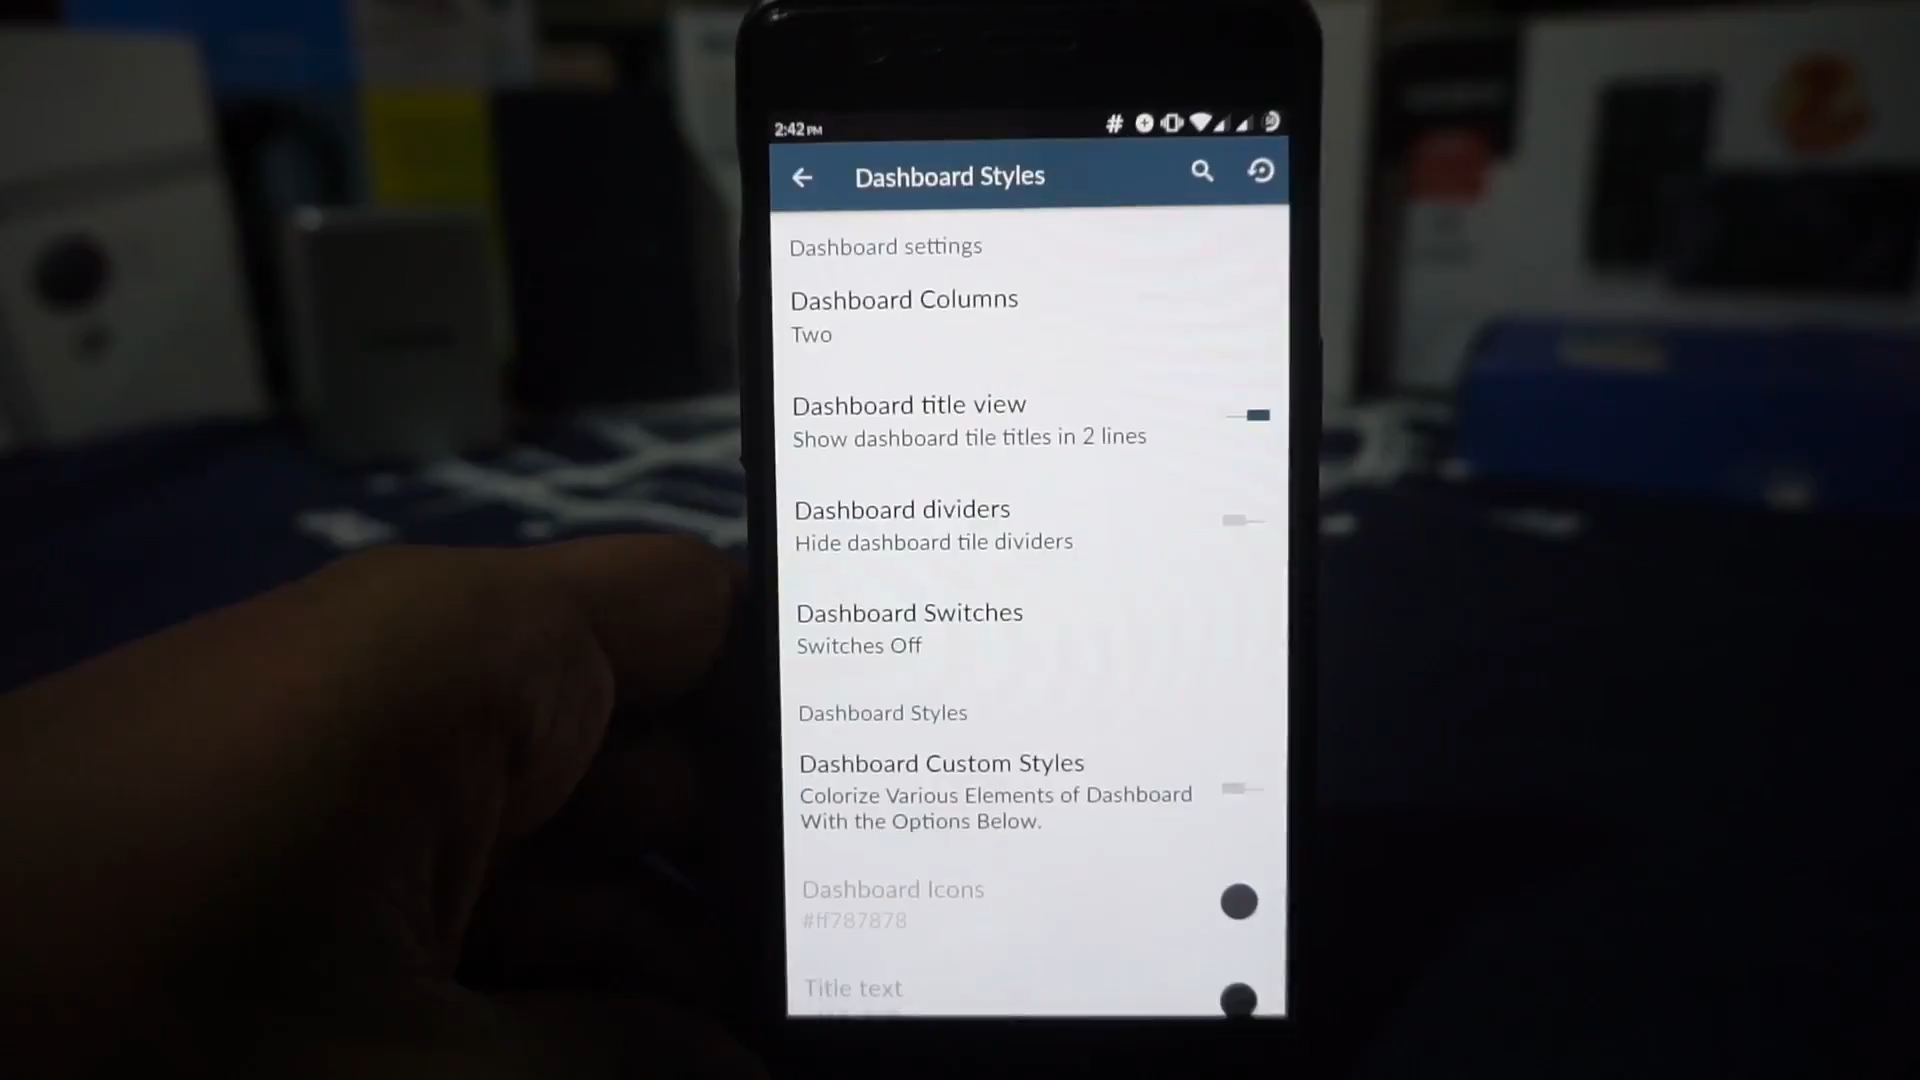 2:42 PM
Dashboard Styles
Dashboard settings
Dashboard Columns
Two
Dashboard title view
Show dashboard tile titles in 2 lines
Dashboard dividers
Hide dashboard tile dividers
Dashboard Switches
Switches Off
Dashboard Styles
Dashboard Custom Styles
Colorize Various Elements of Dashboard
With the Options Below.
Dashboard Icons
#ff787878
Title text